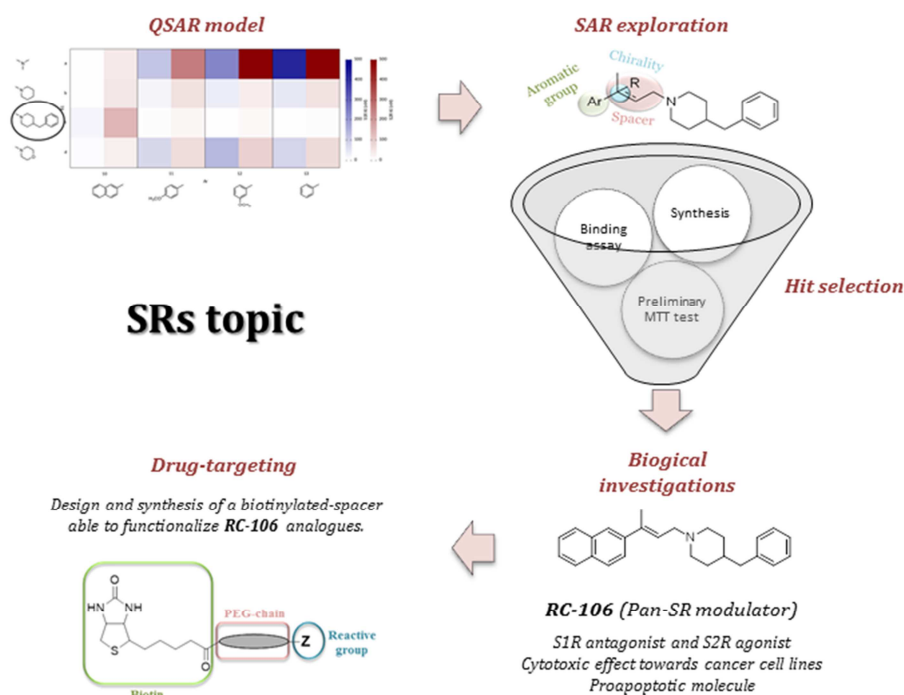 QSAR model
SAR exploration
Aromatic
group
Chirality
R
Ar
Spacer
N
H₃CO
OCH₃
Synthesis
Binding
assay
Preliminary
MTT test
Hit selection
SRs topic
Drug-targeting
Design and synthesis of a biotinylated-spacer
able to functionalize RC-106 analogues.
O
HN
NH
S
O
PEG-chain
Z
Reactive
group
Biotin
Biogical
investigations
N
RC-106 (Pan-SR modulator)
S1R antagonist and S2R agonist
Cytotoxic effect towards cancer cell lines
Proapoptotic molecule